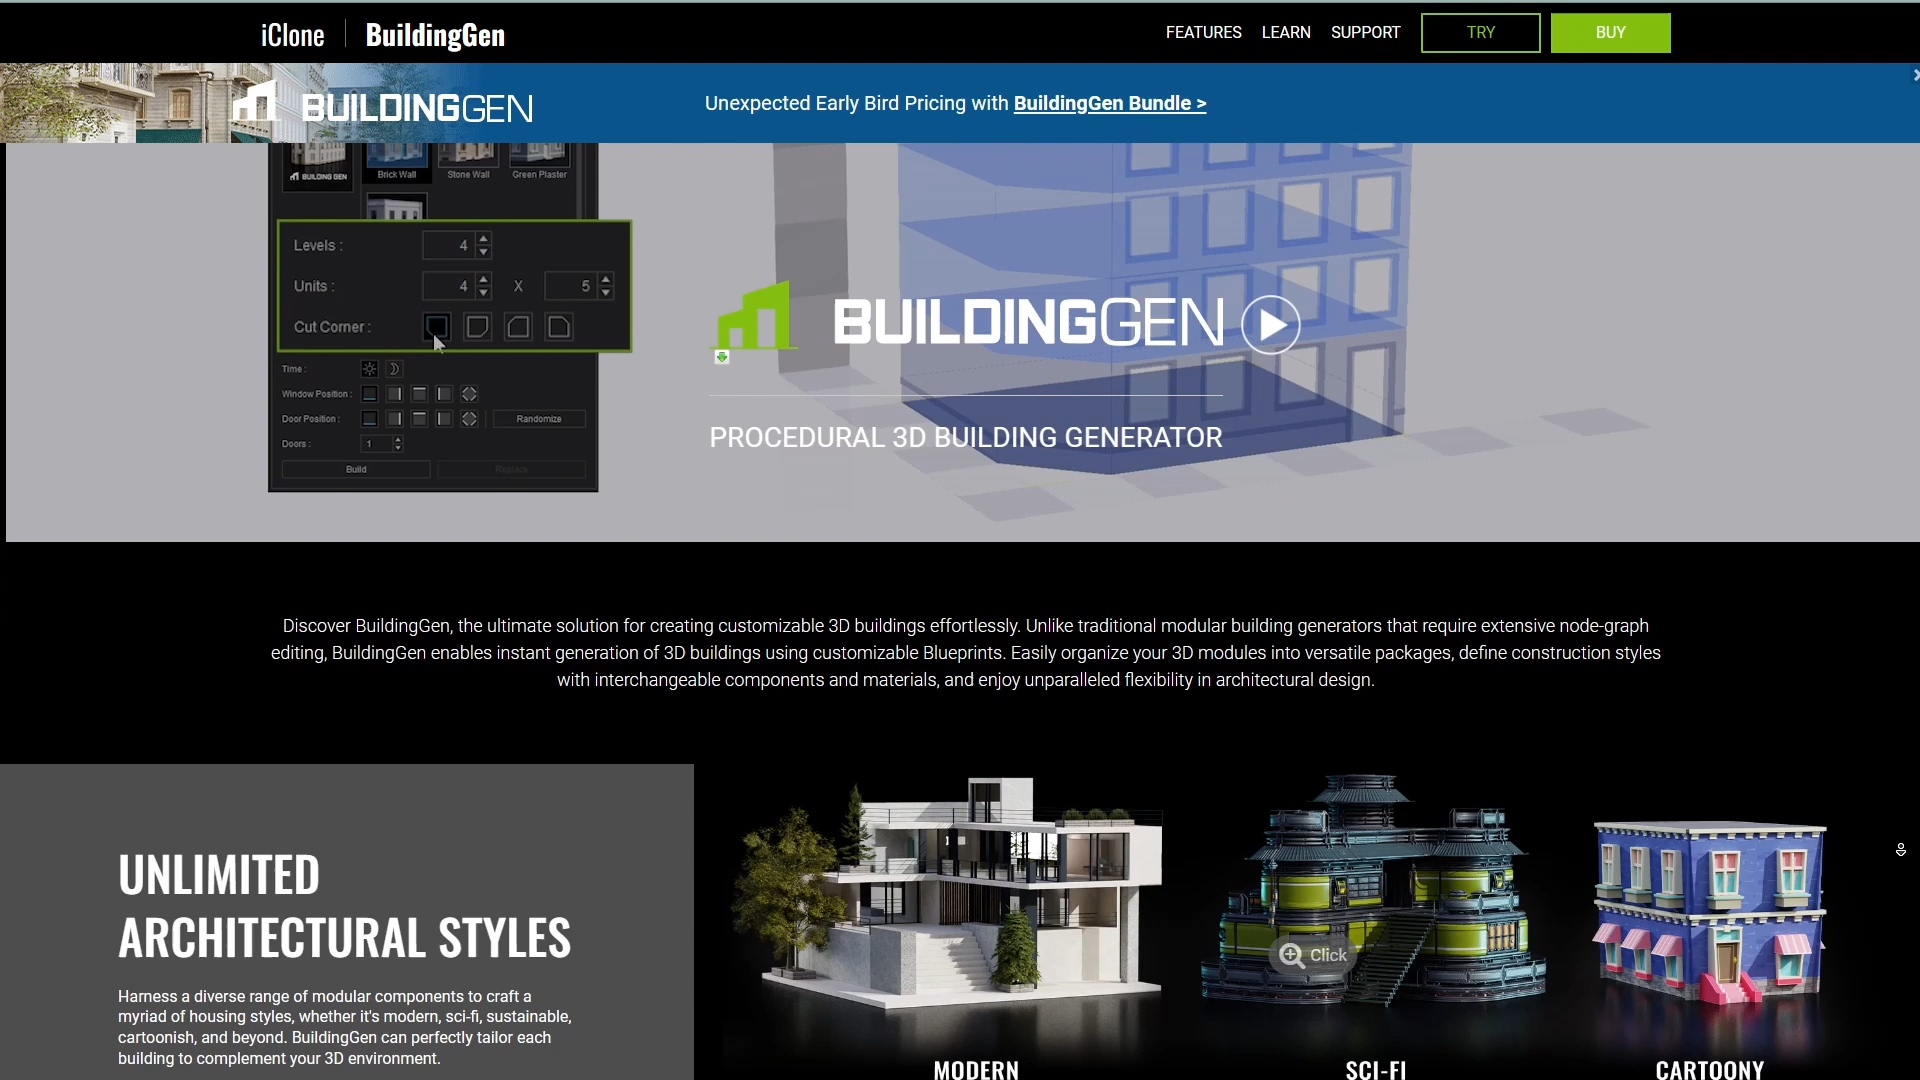 iClone
BuildingGen
FEATURES
LEARN
SUPPORT
TRY
BUY
BUILDINGGEN
Unexpected Early Bird Pricing with BuildingGen Bundle >
BUILDING GEN
Brick Wall
Stone Wall
Green Plaster
Levels : 4
Units : 4 X 5
Cut Corner :
Time :
Window Position :
Door Position :
Randomize
Doors : 1
Build
Replace
BUILDINGGEN
PROCEDURAL 3D BUILDING GENERATOR
Discover BuildingGen, the ultimate solution for creating customizable 3D buildings effortlessly. Unlike traditional modular building generators that require extensive node-graph
editing, BuildingGen enables instant generation of 3D buildings using customizable Blueprints. Easily organize your 3D modules into versatile packages, define construction styles
with interchangeable components and materials, and enjoy unparalleled flexibility in architectural design.
UNLIMITED
ARCHITECTURAL STYLES
Harness a diverse range of modular components to craft a
myriad of housing styles, whether it's modern, sci-fi, sustainable,
cartoonish, and beyond. BuildingGen can perfectly tailor each
building to complement your 3D environment.
Click
MODERN
SCI-FI
CARTOONY